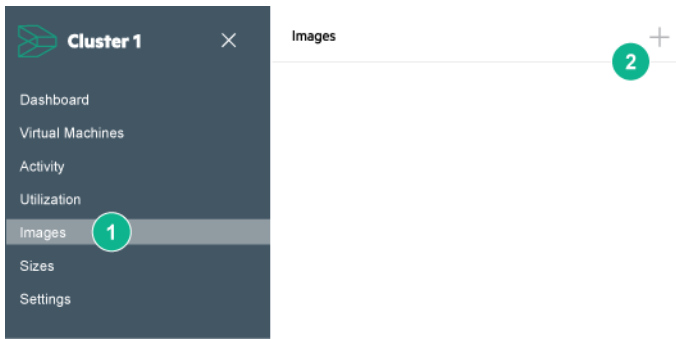 Cluster 1
Images
2
Dashboard
Virtual Machines
Activity
Utilization
Images 1
Sizes
Settings